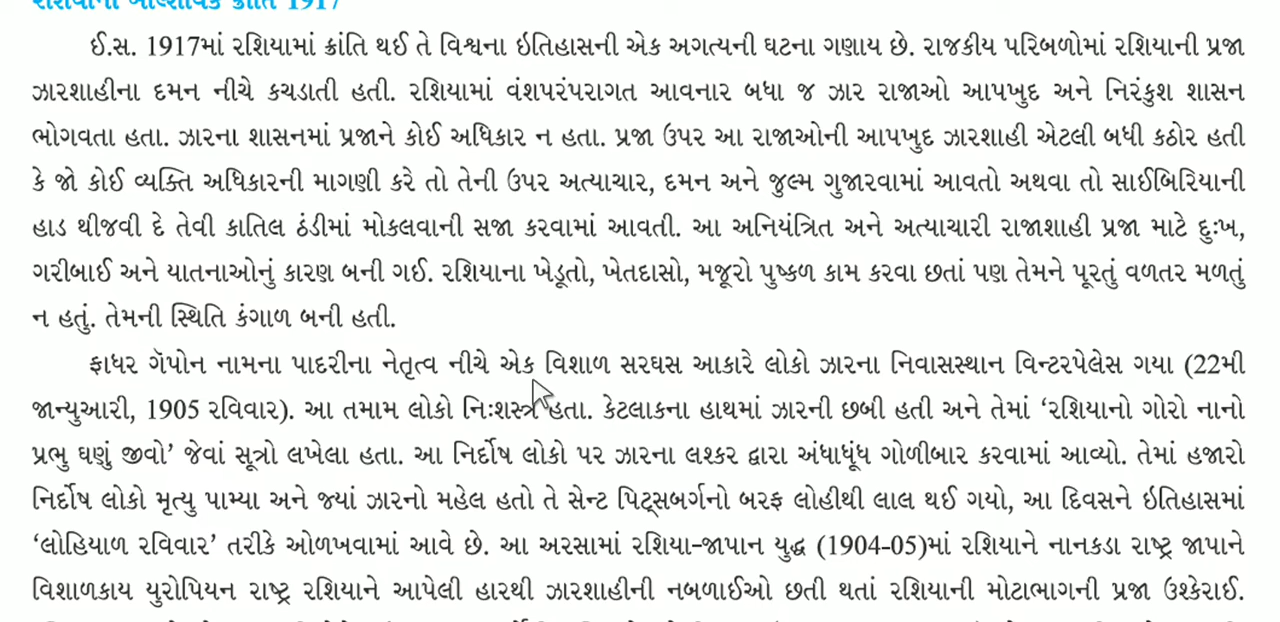 રશિયાની બોલ્શેવિક ક્રાંતિ 1917
ઈ.સ. 1917માં રશિયામાં ક્રાંતિ થઈ તે વિશ્વના ઇતિહાસની એક અગત્યની ઘટના ગણાય છે. રાજકીય પરિબળોમાં રશિયાની પ્રજા
ઝારશાહીના દમન નીચે કચડાતી હતી. રશિયામાં વંશપરંપરાગત આવનાર બધા જ ઝાર રાજાઓ આપખુદ અને નિરંકુશ શાસન
ભોગવતા હતા. ઝારના શાસનમાં પ્રજાને કોઈ અધિકાર ન હતા. પ્રજા ઉપર આ રાજાઓની આપખુદ ઝારશાહી એટલી બધી કઠોર હતી
કે જો કોઈ વ્યક્તિ અધિકારની માગણી કરે તો તેની ઉપર અત્યાચાર, દમન અને જુલ્મ ગુજારવામાં આવતો અથવા તો સાઈબિરિયાની
હાડ થીજવી દે તેવી કાતિલ ઠંડીમાં મોકલવાની સજા કરવામાં આવતી. આ અનિયંત્રિત અને અત્યાચારી રાજાશાહી પ્રજા માટે દુઃખ,
ગરીબાઈ અને યાતનાઓનું કારણ બની ગઈ. રશિયાના ખેડૂતો, ખેતદાસો, મજૂરો પુષ્કળ કામ કરવા છતાં પણ તેમને પૂરતું વળતર મળતું
ન હતું. તેમની સ્થિતિ કંગાળ બની હતી.
ફાધર ગૅપોન નામના પાદરીના નેતૃત્વ નીચે એક વિશાળ સરઘસ આકારે લોકો ઝારના નિવાસસ્થાન વિન્ટરપેલેસ ગયા (22મી
જાન્યુઆરી, 1905 રવિવાર). આ તમામ લોકો નિઃશસ્ત્ર હતા. કેટલાકના હાથમાં ઝારની છબી હતી અને તેમાં ‘રશિયાનો ગોરો નાનો
પ્રભુ ઘણું જીવો’ જેવાં સૂત્રો લખેલા હતા. આ નિર્દોષ લોકો પર ઝારના લશ્કર દ્વારા અંધાધૂંધ ગોળીબાર કરવામાં આવ્યો. તેમાં હજારો
નિર્દોષ લોકો મૃત્યુ પામ્યા અને જ્યાં ઝારનો મહેલ હતો તે સેન્ટ પિટ્સબર્ગનો બરફ લોહીથી લાલ થઈ ગયો, આ દિવસને ઇતિહાસમાં
‘લોહિયાળ રવિવાર’ તરીકે ઓળખવામાં આવે છે. આ અરસામાં રશિયા-જાપાન યુદ્ધ (1904-05)માં રશિયાને નાનકડા રાષ્ટ્ર જાપાને
વિશાળકાય યુરોપિયન રાષ્ટ્ર રશિયાને આપેલી હારથી ઝારશાહીની નબળાઈઓ છતી થતાં રશિયાની મોટાભાગની પ્રજા ઉશ્કેરાઈ.